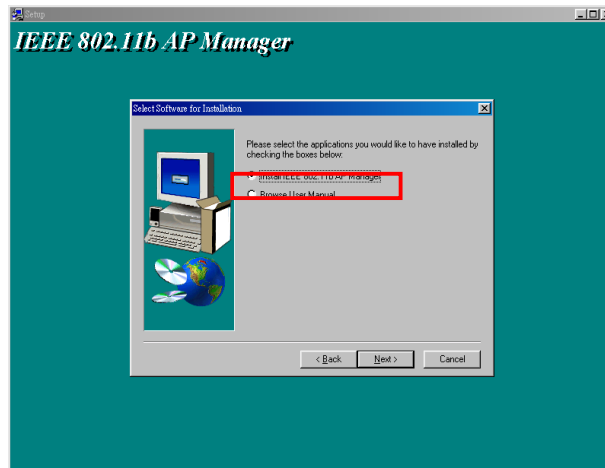 Setup
IEEE 802.11b AP Manager
Select Software for Installation
Please select the applications you would like to have installed by
checking the boxes below:
Install IEEE 802.11b AP Manager
Browse User Manual
< Back
Next >
Cancel